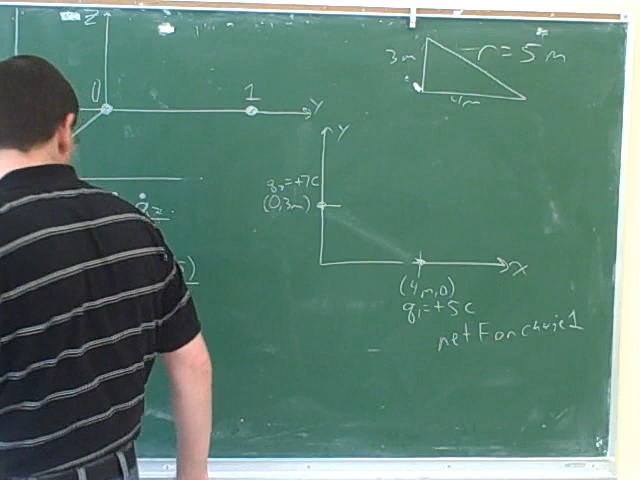 Z
0
1
Y
3m
r = 5m
4m
Y
q₂=+7C
(0,3m)
X
(4m,0)
q₁=+5C
net F on charge 1